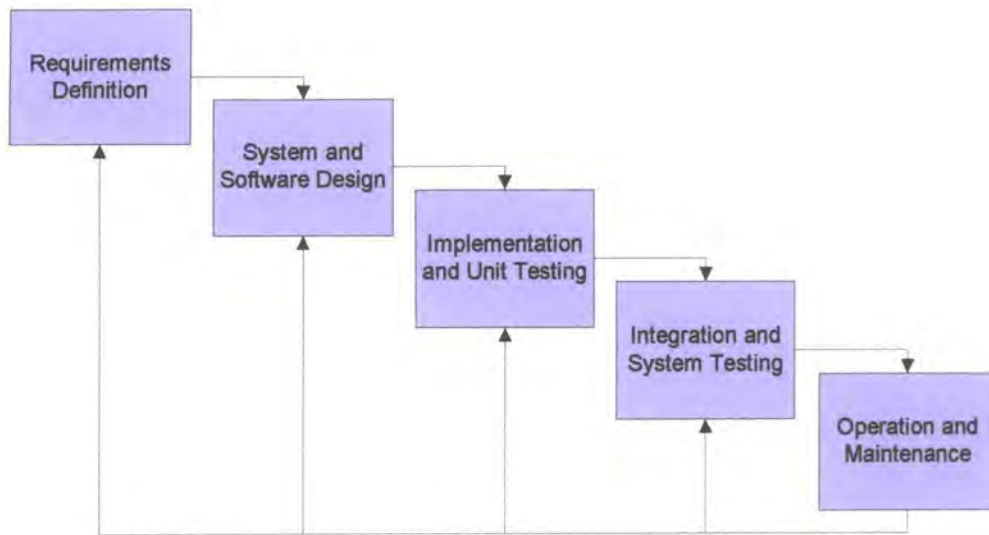 Requirements
Definition
System and
Software Design
Implementation
and Unit Testing
Integration and
System Testing
Operation and
Maintenance